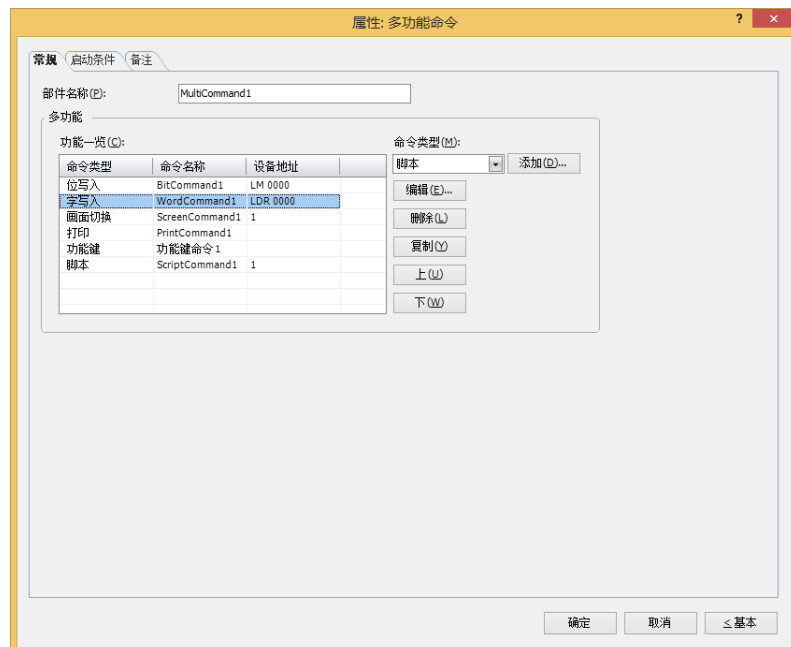 属性: 多功能命令 ? ×
常规 启动条件 备注
部件名称(P): MultiCommand1
多功能
功能一览(C): 命令类型(M):
命令类型 命令名称 设备地址 脚本 添加(D)...
位写入 BitCommand1 LM 0000
字写入 WordCommand1 LDR 0000 编辑(E)...
画面切换 ScreenCommand1 1 删除(L)
打印 PrintCommand1
功能键 功能键命令1 复制(Y)
脚本 ScriptCommand1 1
上(U)
下(W)
确定 取消 <基本